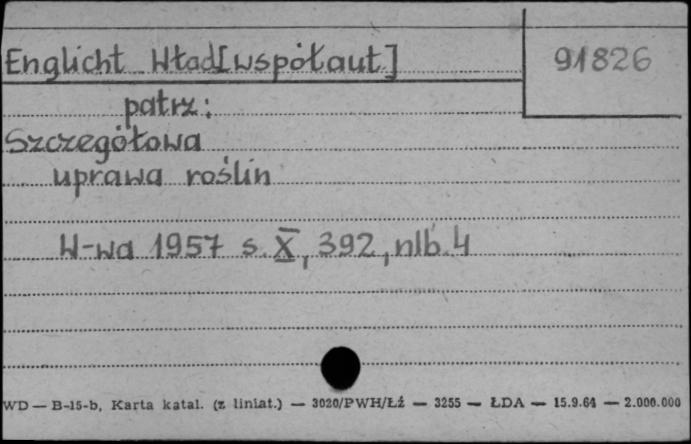 Englicht Wład[współaut]
91826
patrz:
Szczegółowa
uprawa roślin
W-wa 1957 s. X, 392, nlb. 4
WD — B-15-b, Karta katal. (z liniat.) — 3020/PWH/Łź — 3255 — ŁDA — 15.9.64 — 2.000.000